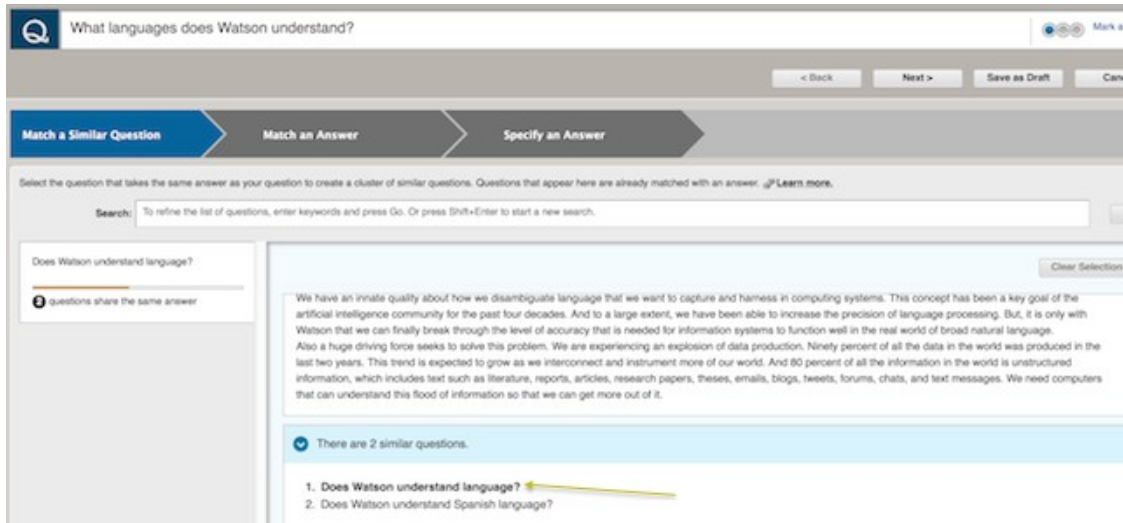 Q What languages does Watson understand?
Mark a
< Back Next > Save as Draft Canc
Match a Similar Question Match an Answer Specify an Answer
Select the question that takes the same answer as your question to create a cluster of similar questions. Questions that appear here are already matched with an answer. Learn more.
Search: To refine the list of questions, enter keywords and press Go. Or press Shift+Enter to start a new search.
Does Watson understand language?
2 questions share the same answer
Clear Selection
We have an innate quality about how we disambiguate language that we want to capture and harness in computing systems. This concept has been a key goal of the
artificial intelligence community for the past four decades. And to a large extent, we have been able to increase the precision of language processing. But, it is only with
Watson that we can finally break through the level of accuracy that is needed for information systems to function well in the real world of broad natural language.
Also a huge driving force seeks to solve this problem. We are experiencing an explosion of data production. Ninety percent of all the data in the world was produced in the
last two years. This trend is expected to grow as we interconnect and instrument more of our world. And 80 percent of all the information in the world is unstructured
information, which includes text such as literature, reports, articles, research papers, theses, emails, blogs, tweets, forums, chats, and text messages. We need computers
that can understand this flood of information so that we can get more out of it.
There are 2 similar questions.
1. Does Watson understand language?
2. Does Watson understand Spanish language?